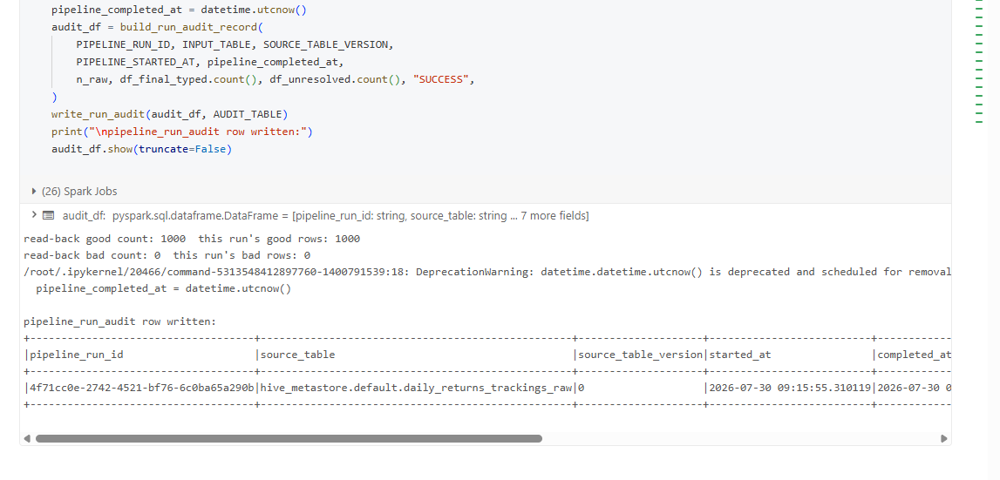 pipeline_completed_at = datetime.utcnow()
audit_df = build_run_audit_record(
PIPELINE_RUN_ID, INPUT_TABLE, SOURCE_TABLE_VERSION,
PIPELINE_STARTED_AT, pipeline_completed_at,
n_raw, df_final_typed.count(), df_unresolved.count(), "SUCCESS",
)
write_run_audit(audit_df, AUDIT_TABLE)
print("\npipeline_run_audit row written:")
audit_df.show(truncate=False)
(26) Spark Jobs
audit_df: pyspark.sql.dataframe.DataFrame = [pipeline_run_id: string, source_table: string ... 7 more fields]
read-back good count: 1000  this run's good rows: 1000
read-back bad count: 0  this run's bad rows: 0
/root/.ipykernel/20466/command-5313548412897760-1400791539:18: DeprecationWarning: datetime.datetime.utcnow() is deprecated and scheduled for removal
pipeline_completed_at = datetime.utcnow()
pipeline_run_audit row written:
+------------------------------------+------------------------------------------------+--------------------+--------------------------+-----------
|pipeline_run_id                     |source_table                                    |source_table_version|started_at                |completed_at
+------------------------------------+------------------------------------------------+--------------------+--------------------------+-----------
|4f71cc0e-2742-4521-bf76-6c0ba65a290b|hive_metastore.default.daily_returns_trackings_raw|0                   |2026-07-30 09:15:55.310119|2026-07-30 0
+------------------------------------+------------------------------------------------+--------------------+--------------------------+-----------